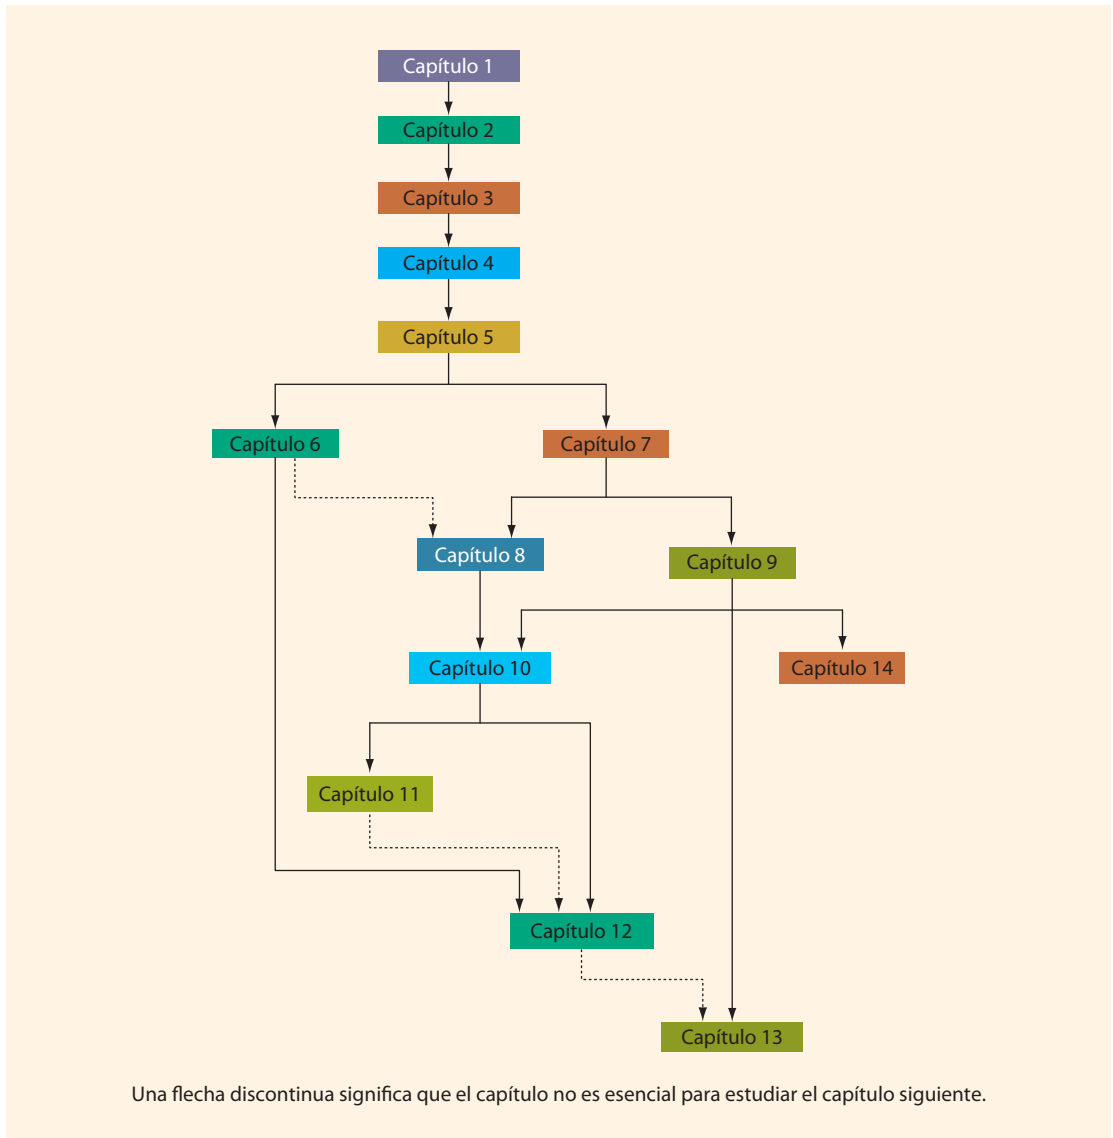 Capítulo 1
Capítulo 2
Capítulo 3
Capítulo 4
Capítulo 5
Capítulo 6
Capítulo 7
Capítulo 8
Capítulo 9
Capítulo 10
Capítulo 14
Capítulo 11
Capítulo 12
Capítulo 13
Una flecha discontinua significa que el capítulo no es esencial para estudiar el capítulo siguiente.